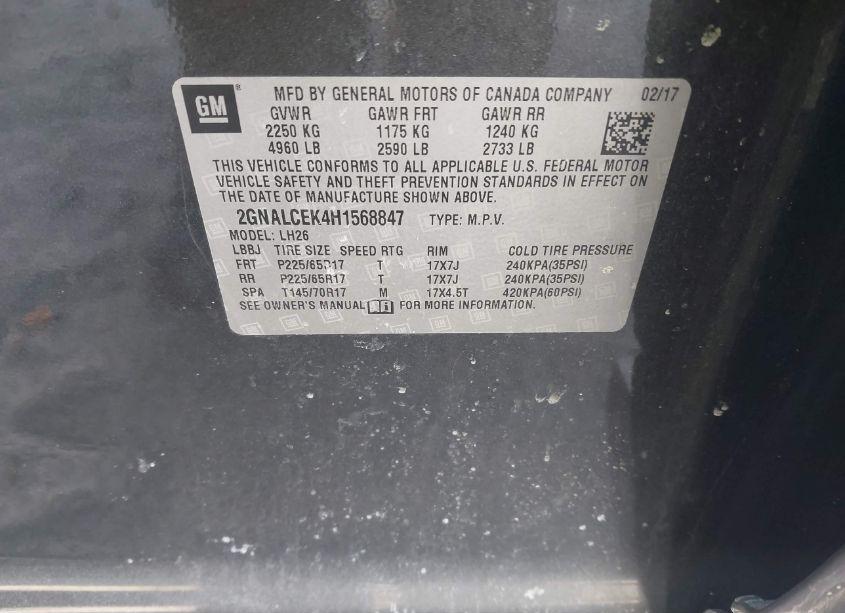 GM® MFD BY GENERAL MOTORS OF CANADA COMPANY 02/17
GVWR GAWR FRT GAWR RR
2250 KG 1175 KG 1240 KG
4960 LB 2590 LB 2733 LB
THIS VEHICLE CONFORMS TO ALL APPLICABLE U.S. FEDERAL MOTOR
VEHICLE SAFETY AND THEFT PREVENTION STANDARDS IN EFFECT ON
THE DATE OF MANUFACTURE SHOWN ABOVE.
2GNALCEK4H1568847 TYPE: M.P.V.
MODEL: LH26
LBBJ TIRE SIZE SPEED RTG RIM COLD TIRE PRESSURE
FRT P225/65R17 T 17X7J 240KPA(35PSI)
RR P225/65R17 T 17X7J 240KPA(35PSI)
SPA T145/70R17 M 17X4.5T 420KPA(60PSI)
SEE OWNER'S MANUAL FOR MORE INFORMATION.